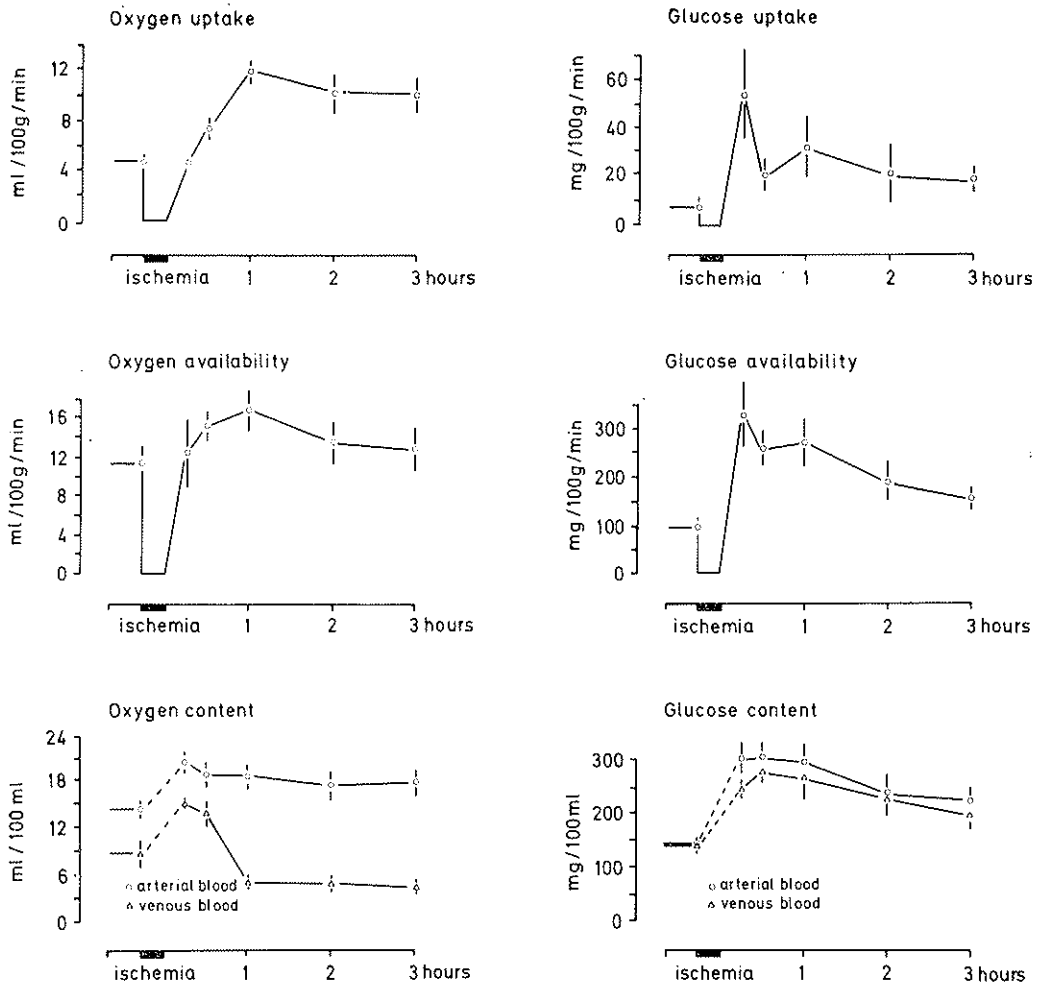 Oxygen uptake
ml /100g/min
12
8
4
0
ischemia 1 2 3 hours
Glucose uptake
mg/100g/min
60
40
20
0
ischemia 1 2 3 hours
Oxygen availability
ml /100g/min
16
12
8
4
0
ischemia 1 2 3 hours
Glucose availability
mg /100g/min
300
200
100
0
ischemia 1 2 3 hours
Oxygen content
ml / 100 ml
24
18
12
6
0
arterial blood
venous blood
ischemia 1 2 3 hours
Glucose content
mg/100ml
300
200
100
0
arterial blood
venous blood
ischemia 1 2 3 hours